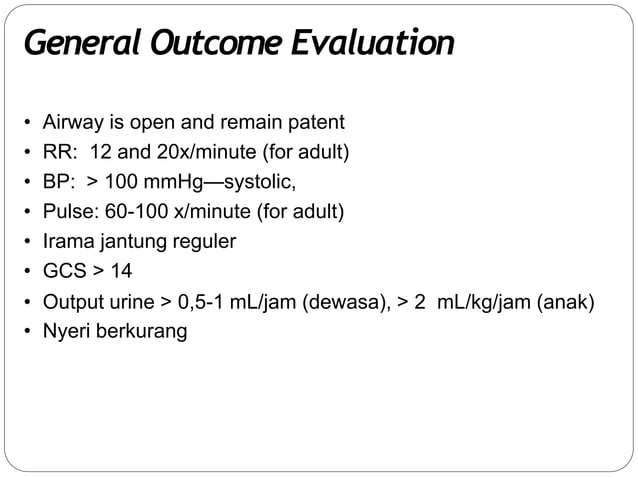 General Outcome Evaluation
• Airway is open and remain patent
• RR:  12 and 20x/minute (for adult)
• BP:  > 100 mmHg—systolic,
• Pulse: 60-100 x/minute (for adult)
• Irama jantung reguler
• GCS > 14
• Output urine > 0,5-1 mL/jam (dewasa), > 2  mL/kg/jam (anak)
• Nyeri berkurang